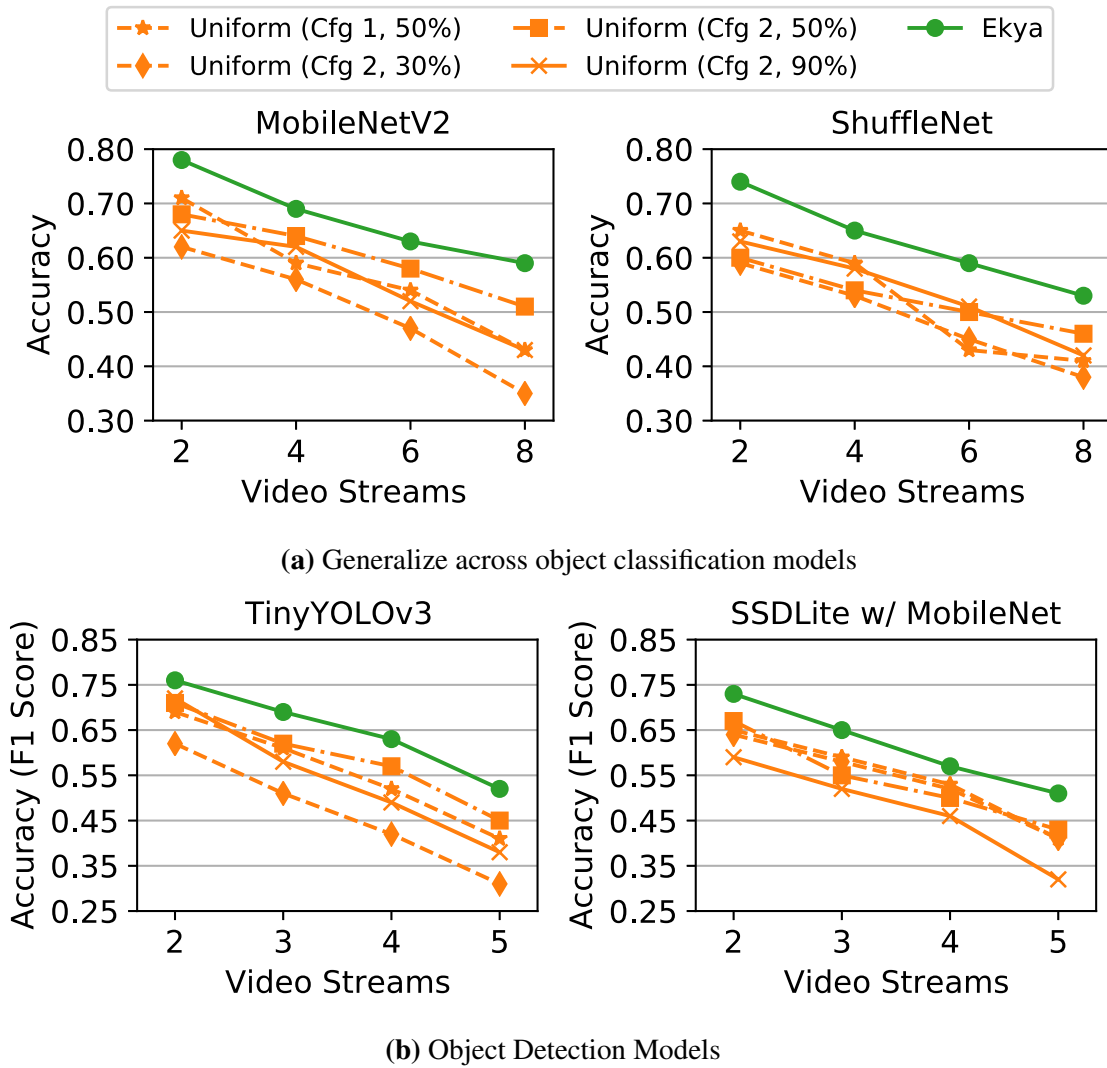 Uniform (Cfg 1, 50%) Uniform (Cfg 2, 50%) Ekya
Uniform (Cfg 2, 30%) Uniform (Cfg 2, 90%)
MobileNetV2
Accuracy
0.80
0.70
0.60
0.50
0.40
0.30
2 4 6 8
Video Streams
ShuffleNet
Accuracy
0.80
0.70
0.60
0.50
0.40
0.30
2 4 6 8
Video Streams
(a) Generalize across object classification models
TinyYOLOv3
Accuracy (F1 Score)
0.85
0.75
0.65
0.55
0.45
0.35
0.25
2 3 4 5
Video Streams
SSDLite w/ MobileNet
Accuracy (F1 Score)
0.85
0.75
0.65
0.55
0.45
0.35
0.25
2 3 4 5
Video Streams
(b) Object Detection Models